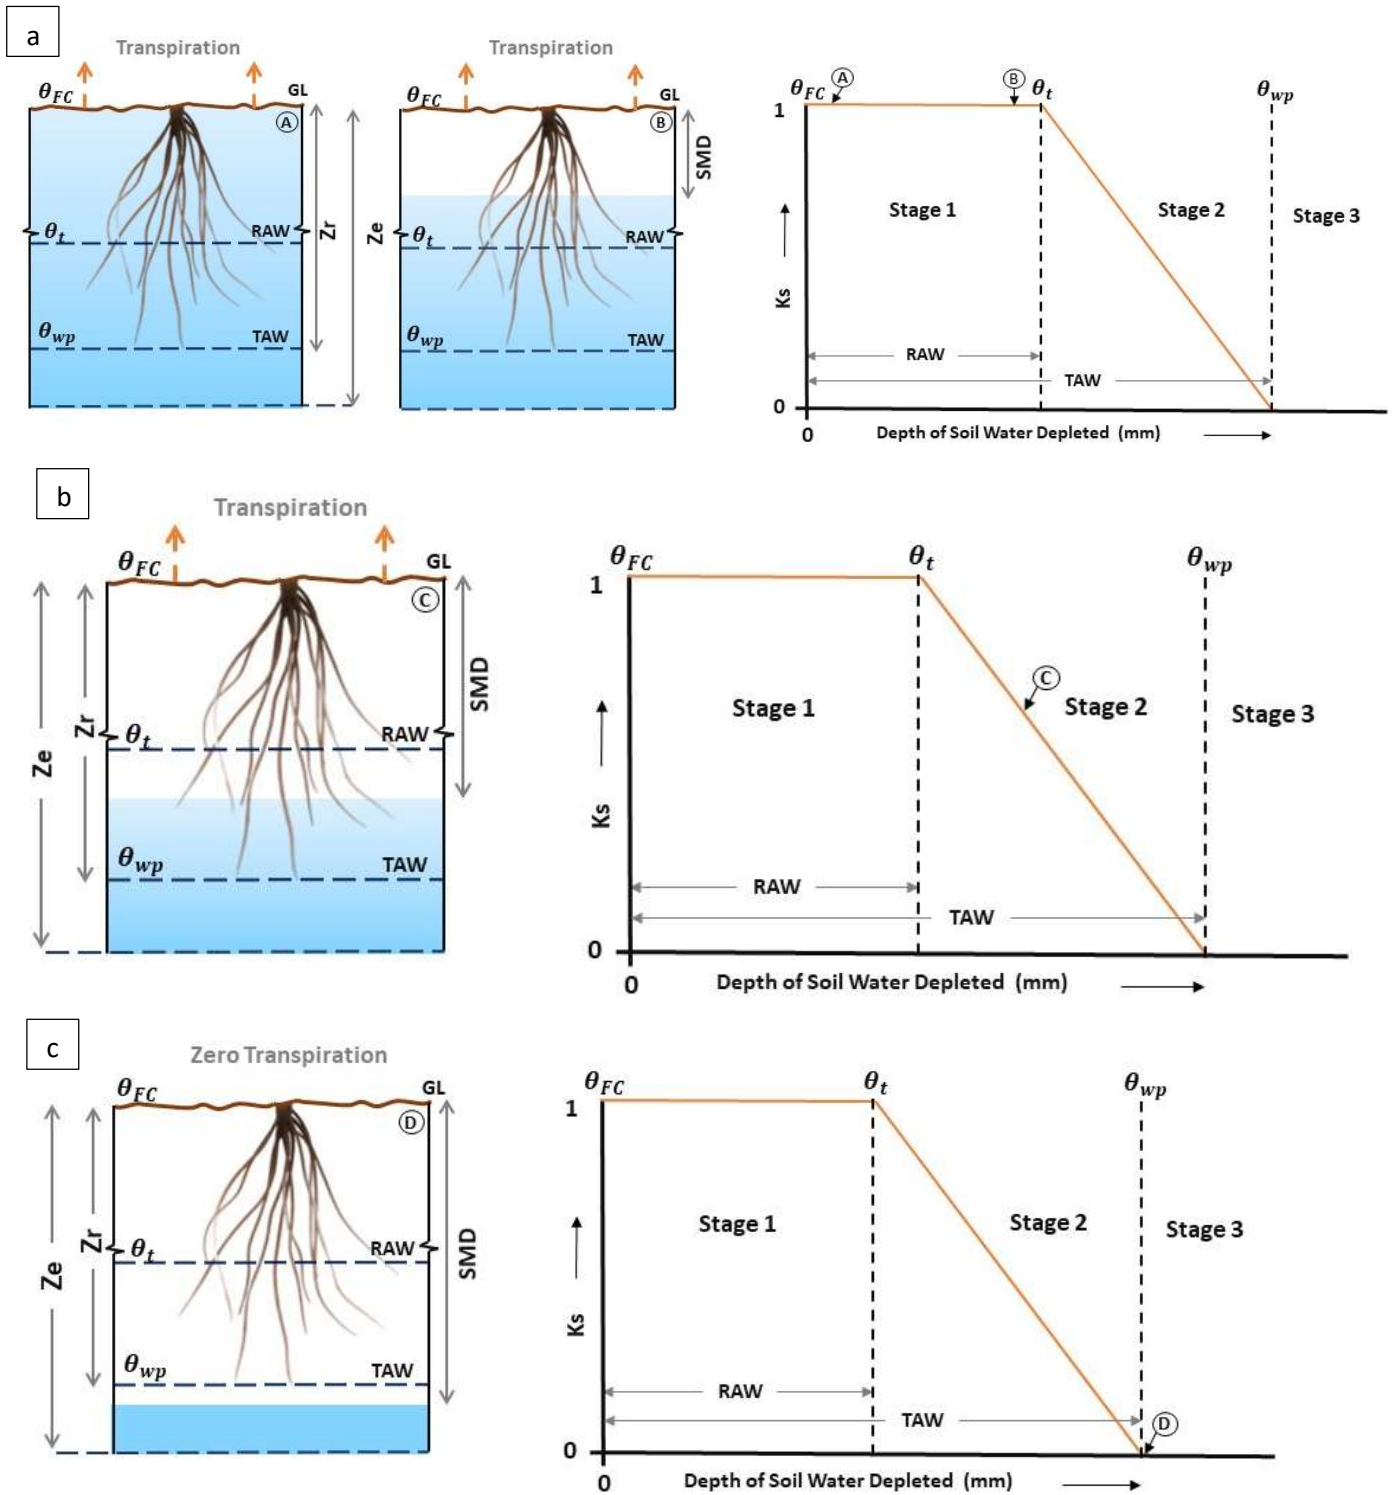 a
Transpiration
θFC
GL
A
θt
RAW
Zr
Ze
θwp
TAW
Transpiration
θFC
GL
B
SMD
θt
RAW
θwp
TAW
θFC
A
B
θt
θwp
1
Stage 1
Stage 2
Stage 3
Ks
RAW
TAW
0
0
Depth of Soil Water Depleted (mm)
b
Transpiration
θFC
GL
C
SMD
Zr
Ze
θt
RAW
θwp
TAW
θFC
θt
θwp
1
C
Stage 1
Stage 2
Stage 3
Ks
RAW
TAW
0
0
Depth of Soil Water Depleted (mm)
c
Zero Transpiration
θFC
GL
D
Zr
Ze
θt
RAW
SMD
θwp
TAW
θFC
θt
θwp
1
Stage 1
Stage 2
Stage 3
Ks
RAW
TAW
D
0
0
Depth of Soil Water Depleted (mm)